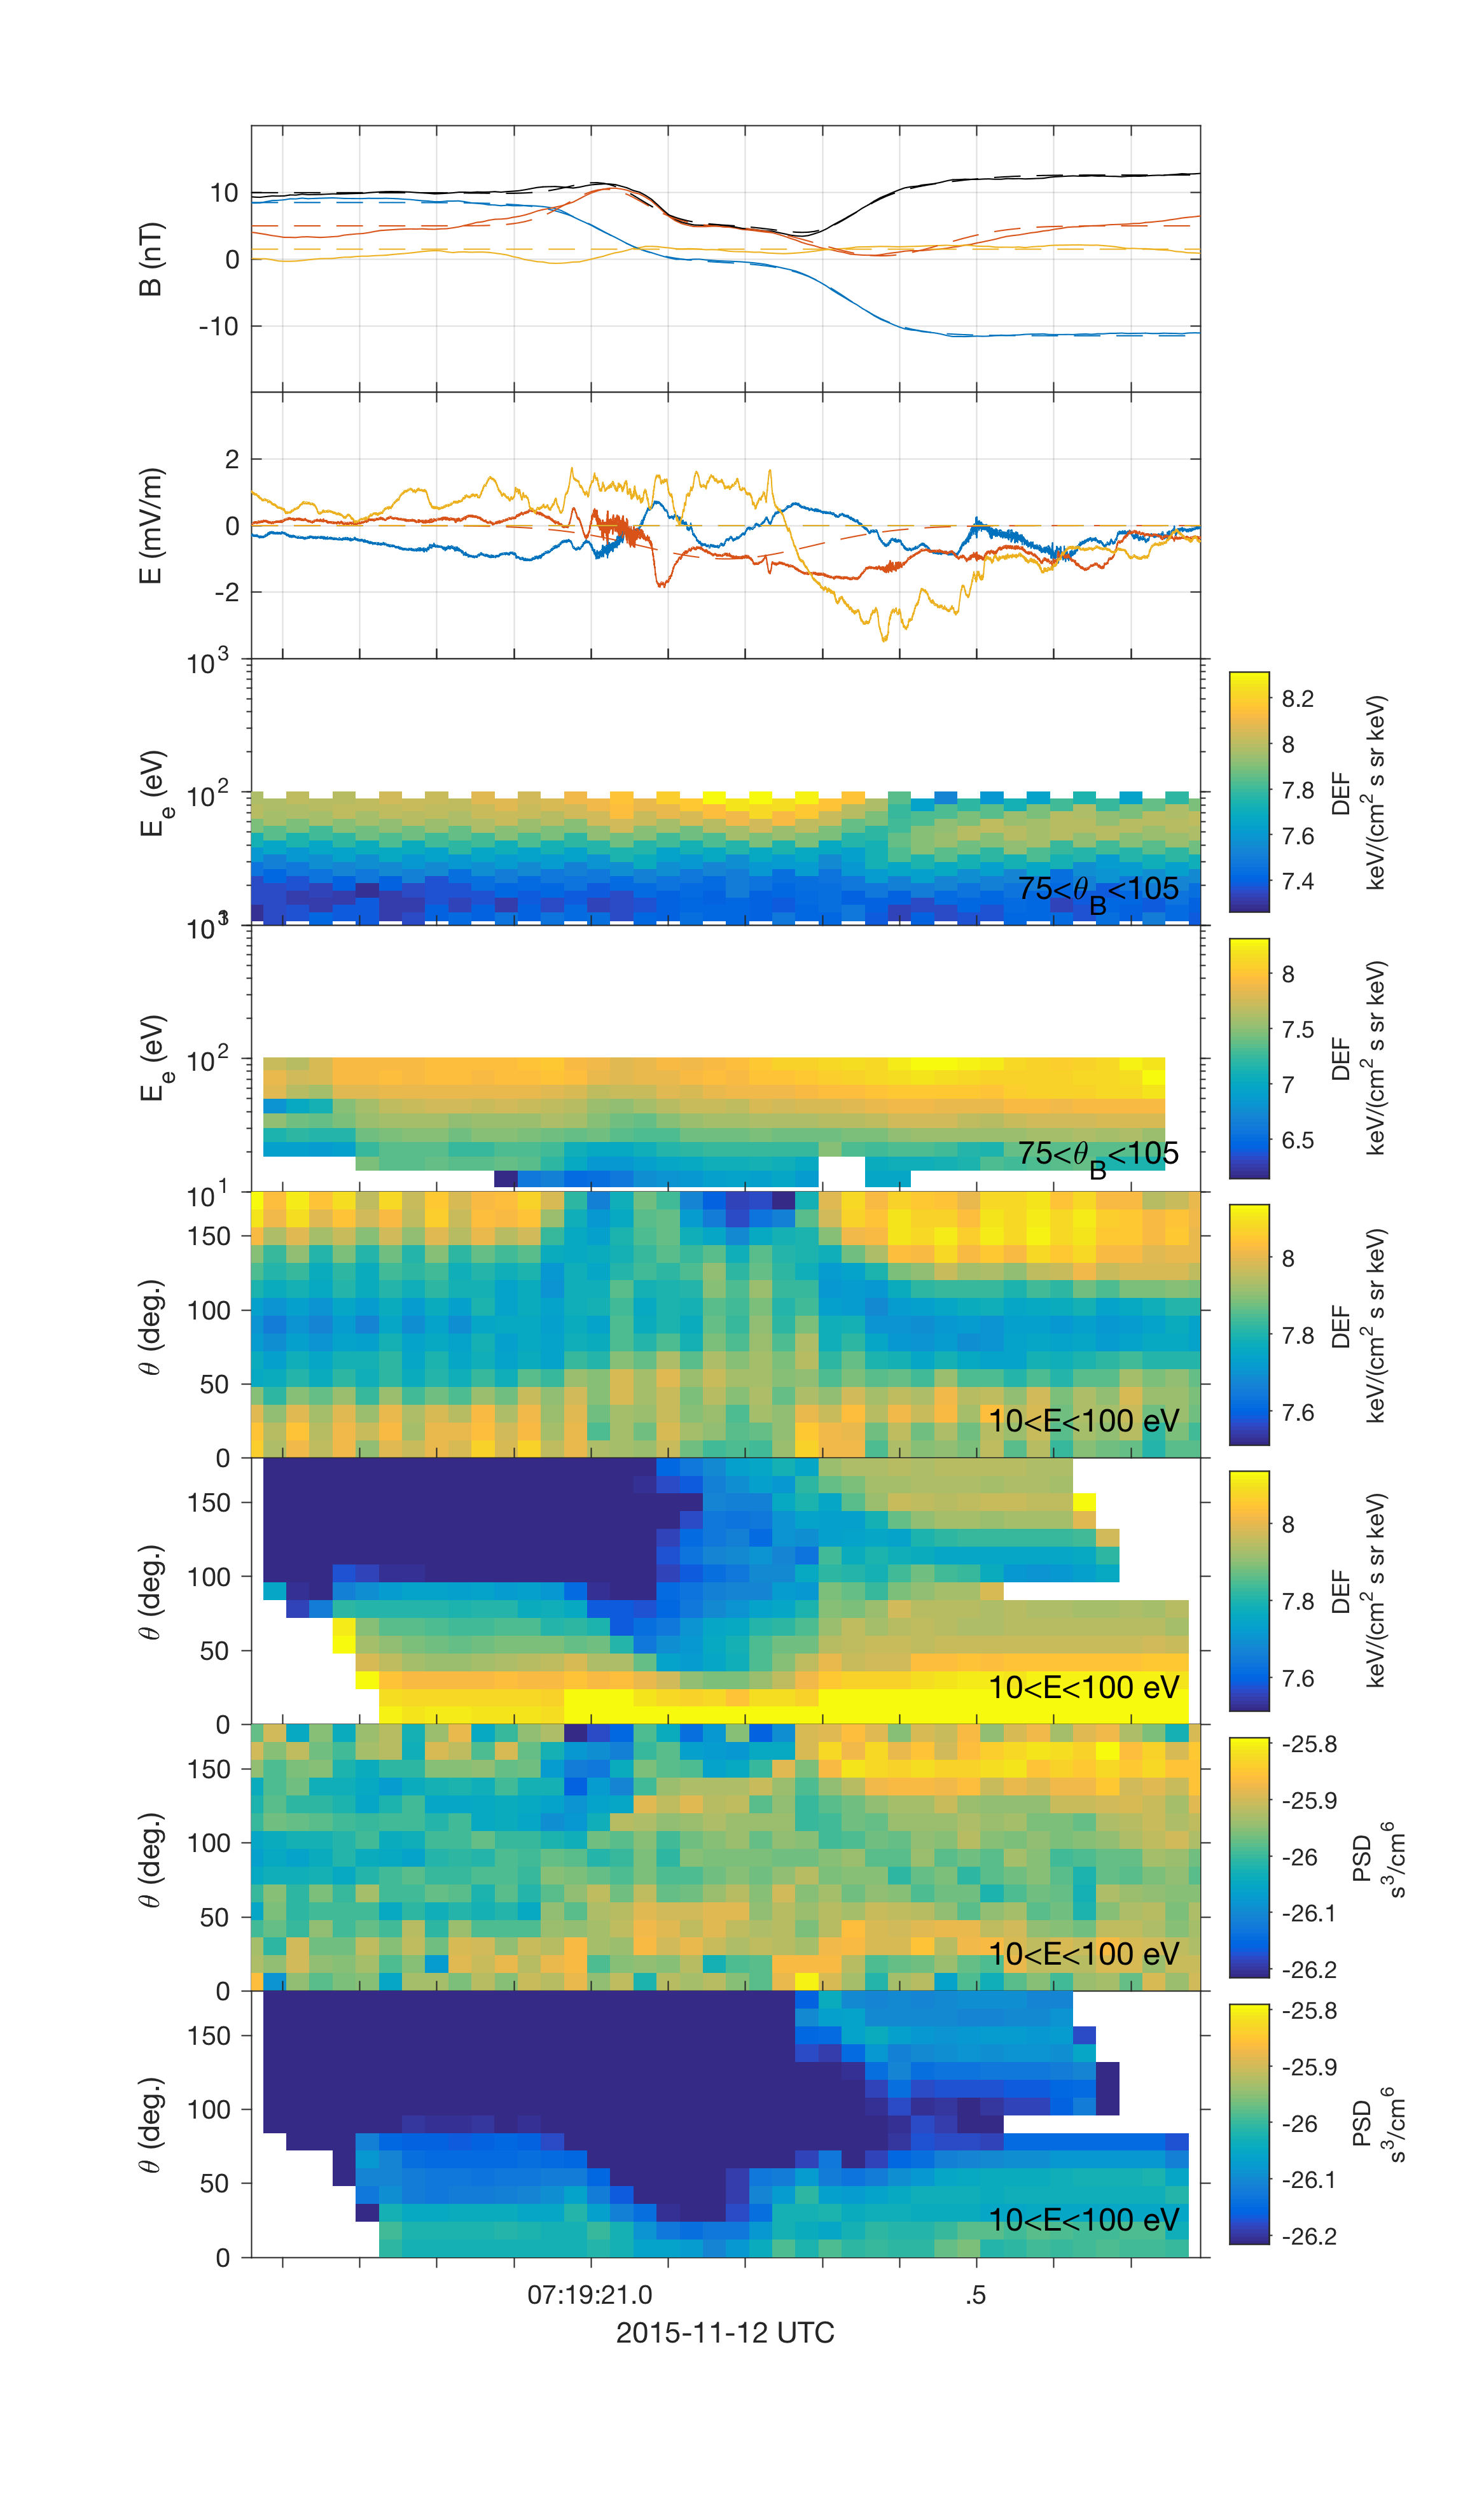 10
0
-10
B (nT)
2
0
-2
E (mV/m)
10^3
10^2
E_e (eV)
75<θ_B<105
8.2
8
7.8
7.6
7.4
DEF
keV/(cm^2 s sr keV)
10^3
10^2
10^1
E_e (eV)
75<θ_B<105
8
7.5
7
6.5
DEF
keV/(cm^2 s sr keV)
150
100
50
0
θ (deg.)
10<E<100 eV
8
7.8
7.6
DEF
keV/(cm^2 s sr keV)
150
100
50
0
θ (deg.)
10<E<100 eV
8
7.8
7.6
DEF
keV/(cm^2 s sr keV)
150
100
50
0
θ (deg.)
10<E<100 eV
-25.8
-25.9
-26
-26.1
-26.2
PSD
s^3/cm^6
150
100
50
0
θ (deg.)
10<E<100 eV
-25.8
-25.9
-26
-26.1
-26.2
PSD
s^3/cm^6
07:19:21.0
.5
2015-11-12 UTC